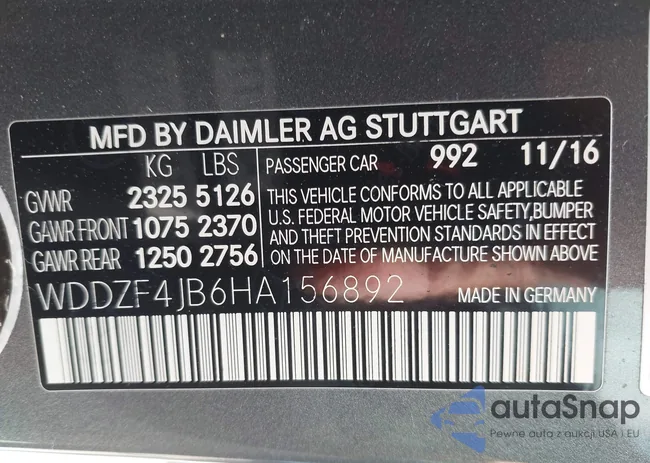 MFD BY DAIMLER AG STUTTGART
KG LBS
GVWR 2325 5126
GAWR FRONT 1075 2370
GAWR REAR 1250 2756
PASSENGER CAR 992 11/16
THIS VEHICLE CONFORMS TO ALL APPLICABLE
U.S. FEDERAL MOTOR VEHICLE SAFETY,BUMPER
AND THEFT PREVENTION STANDARDS IN EFFECT
ON THE DATE OF MANUFACTURE SHOWN ABOVE
WDDZF4JB6HA156892
MADE IN GERMANY
autaSnap
Pewne auta z aukcji USA i EU